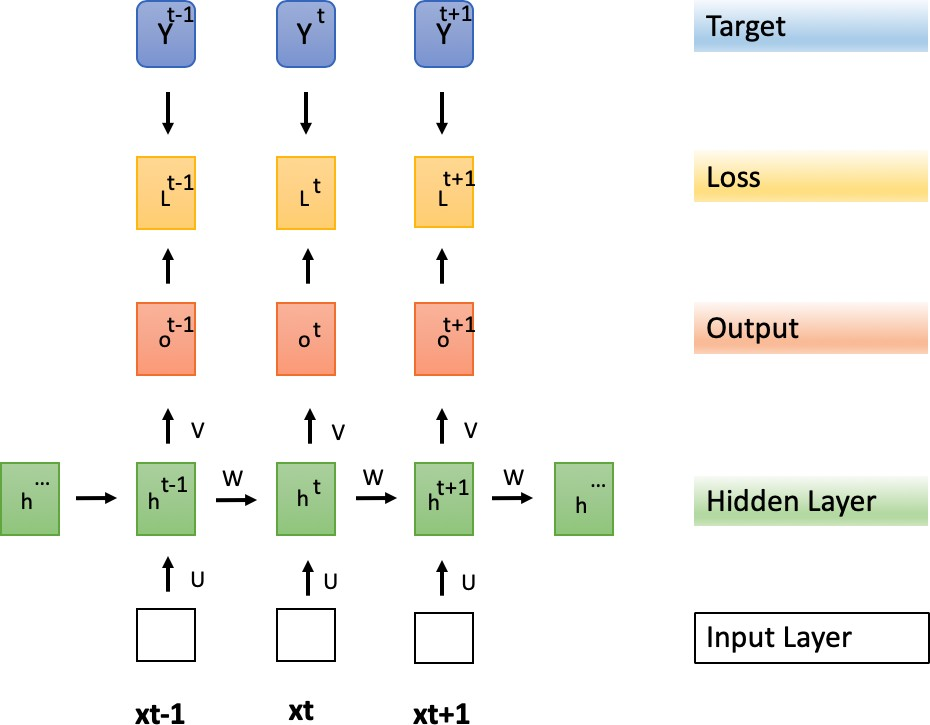 Y t-1 Y t Y t+1 Target
L t-1 L t L t+1 Loss
o t-1 o t o t+1 Output
V V V
h ... h t-1 W h t W h t+1 W h ... Hidden Layer
U U U
Input Layer
xt-1 xt xt+1